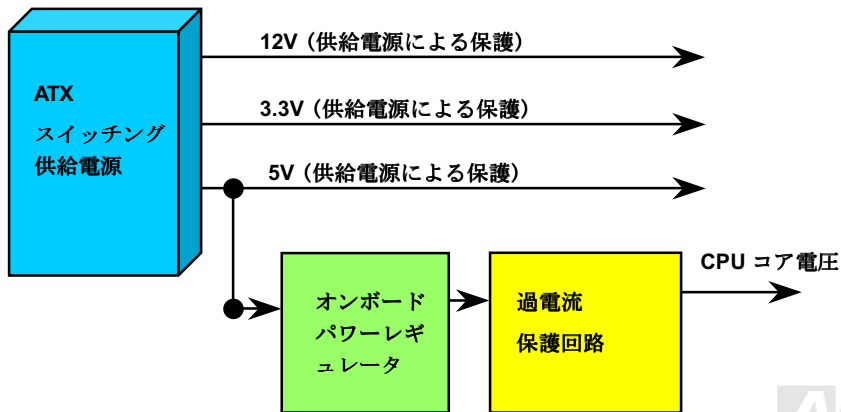 12V (供給電源による保護)
ATX
スイッチング
供給電源
3.3V (供給電源による保護)
5V (供給電源による保護)
CPU コア電圧
オンボード
パワーレギ
ュレータ
過電流
保護回路